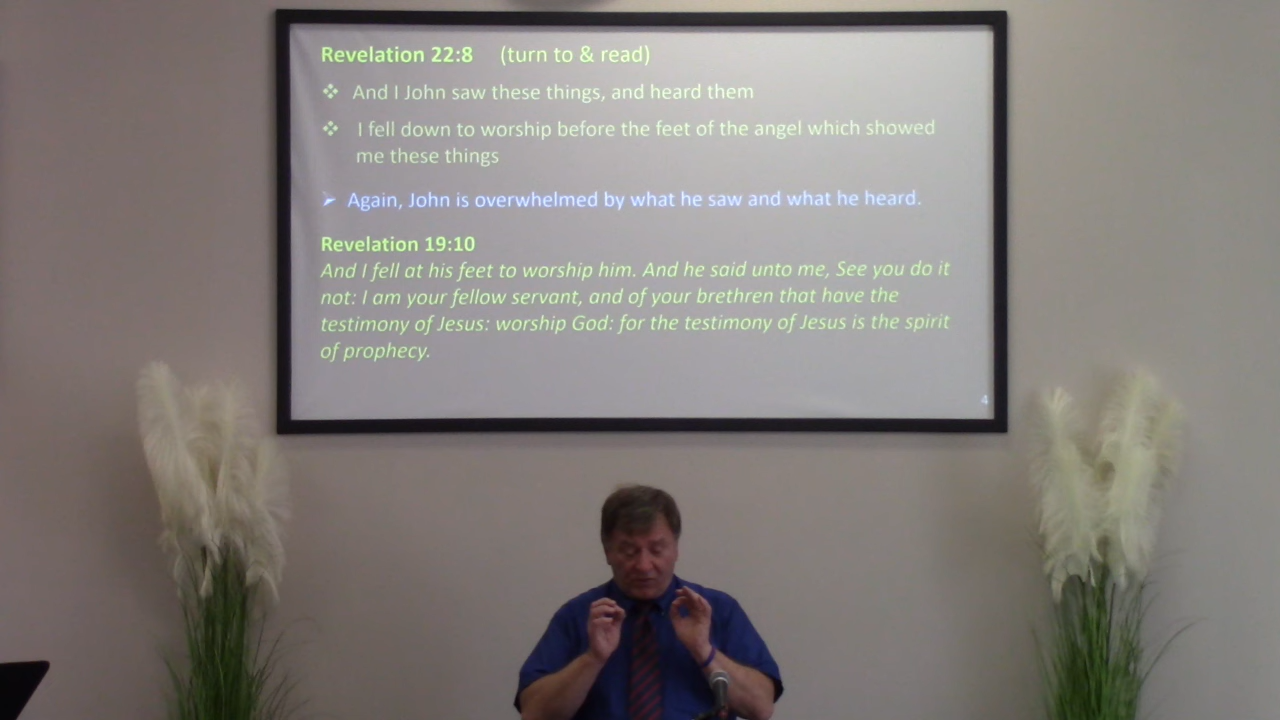 Revelation 22:8 (turn to & read)
❖ And I John saw these things, and heard them
❖ I fell down to worship before the feet of the angel which showed
me these things
➢ Again, John is overwhelmed by what he saw and what he heard.
Revelation 19:10
And I fell at his feet to worship him. And he said unto me, See you do it
not: I am your fellow servant, and of your brethren that have the
testimony of Jesus: worship God: for the testimony of Jesus is the spirit
of prophecy.
4